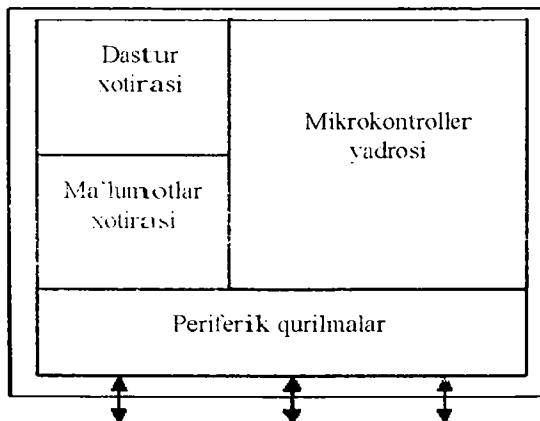 Dastur
xotirasi
Mikrokontroller
yadrosi
Ma'lumotlar
xotirasi
Periferik qurilmalar